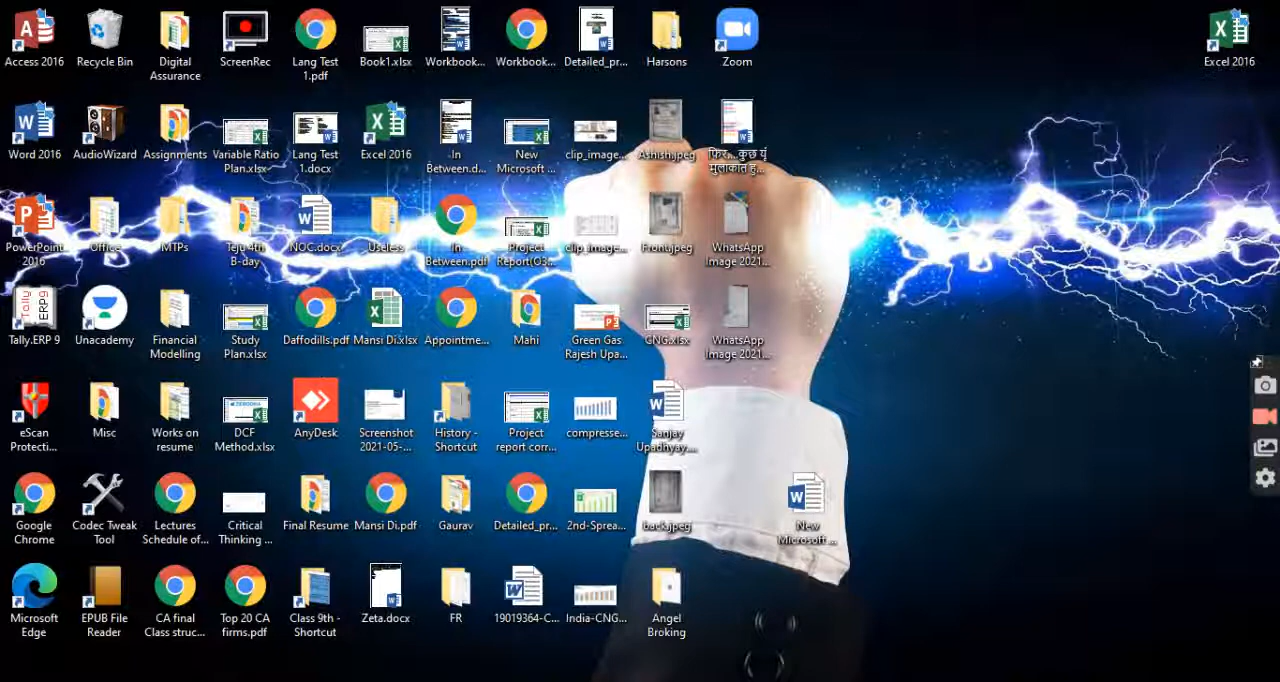 Access 2016
Recycle Bin
Digital
Assurance
ScreenRec
Lang Test
1.pdf
Book1.xlsx
Workbook...
Workbook...
Detailed_pr...
Harsons
Zoom
Excel 2016
Word 2016
AudioWizard
Assignments
Variable Ratio
Plan.xlsx
Lang Test
1.docx
Excel 2016
In
Between.d...
New
Microsoft ...
clip_image...
Ashish.jpeg
फिर...कुछ यूँ
मुलाकात हु...
PowerPoint
2016
Office
MTPs
Teju 4th
B-day
NOC.docx
Useless
In
Between.pdf
Project
Report(O3...
clip_image...
Front.jpeg
WhatsApp
Image 2021...
Tally
ERP9
Tally.ERP 9
Unacademy
Financial
Modelling
Study
Plan.xlsx
Daffodills.pdf
Mansi Di.xlsx
Appointme...
Mahi
Green Gas
Rajesh Upa...
CNG.xlsx
WhatsApp
Image 2021...
eScan
Protecti...
Misc
Works on
resume
DCF
Method.xlsx
AnyDesk
Screenshot
2021-05-...
History -
Shortcut
Project
report corr...
compresse...
Sanjay
Upadhyay...
Google
Chrome
Codec Tweak
Tool
Lectures
Schedule of...
Critical
Thinking ...
Final Resume
Mansi Di.pdf
Gaurav
Detailed_pr...
2nd-Sprea...
back.jpeg
New
Microsoft ...
Microsoft
Edge
EPUB File
Reader
CA final
Class struc...
Top 20 CA
firms.pdf
Class 9th -
Shortcut
Zeta.docx
FR
19019364-C...
India-CNG...
Angel
Broking